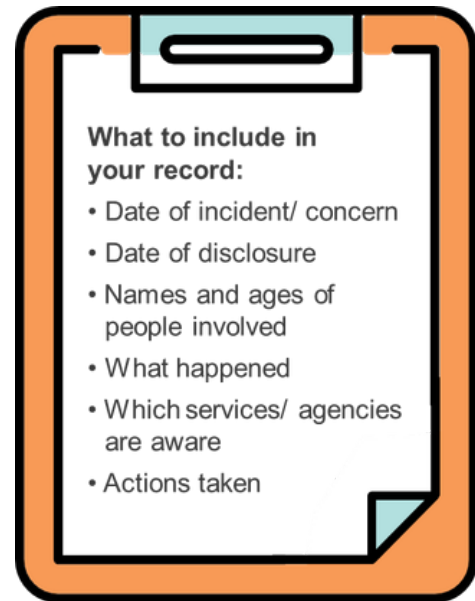 What to include in
your record:
• Date of incident/ concern
• Date of disclosure
• Names and ages of
people involved
• What happened
• Which services/ agencies
are aware
• Actions taken